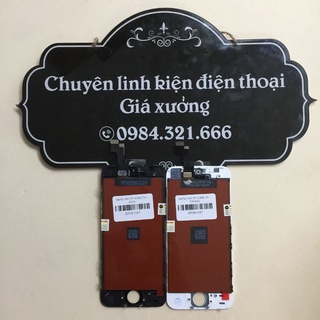 Chuyên linh kiện điện thoại
Giá xưởng
0984.321.666